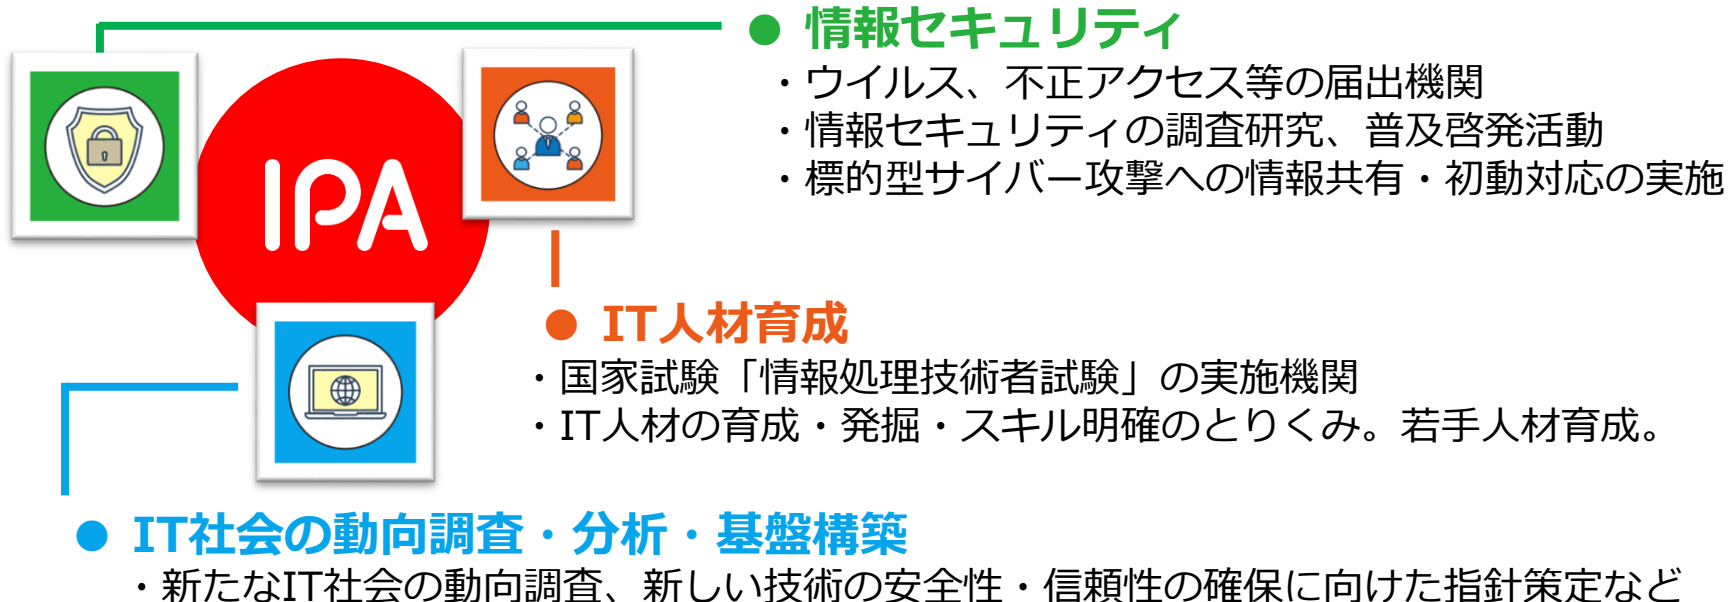 ● 情報セキュリティ
・ウイルス、不正アクセス等の届出機関
・情報セキュリティの調査研究、普及啓発活動
・標的型サイバー攻撃への情報共有・初動対応の実施
IPA
● IT人材育成
・国家試験「情報処理技術者試験」の実施機関
・IT人材の育成・発掘・スキル明確のとりくみ。若手人材育成。
● IT社会の動向調査・分析・基盤構築
・新たなIT社会の動向調査、新しい技術の安全性・信頼性の確保に向けた指針策定など